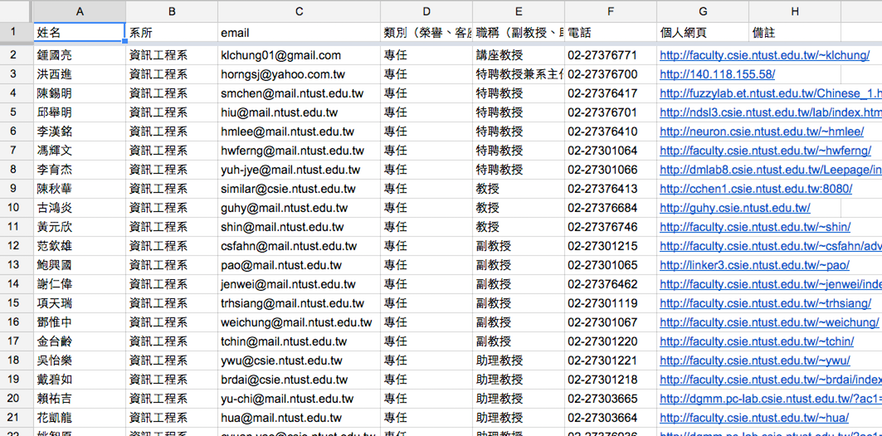 A B C D E F G H
1 姓名 系所 email 類別（榮譽、客座 職稱（副教授、助 電話 個人網頁 備註
2 鍾國亮 資訊工程系 klchung01@gmail.com 專任 講座教授 02-27376771 http://faculty.csie.ntust.edu.tw/~klchung/
3 洪西進 資訊工程系 horngsj@yahoo.com.tw 專任 特聘教授兼系主任 02-27376700 http://140.118.155.58/
4 陳錫明 資訊工程系 smchen@mail.ntust.edu.tw 專任 特聘教授 02-27376417 http://fuzzylab.et.ntust.edu.tw/Chinese_1.h
5 邱舉明 資訊工程系 hiu@mail.ntust.edu.tw 專任 特聘教授 02-27376701 http://ndsl3.csie.ntust.edu.tw/lab/index.htm
6 李漢銘 資訊工程系 hmlee@mail.ntust.edu.tw 專任 特聘教授 02-27376410 http://neuron.csie.ntust.edu.tw/~hmlee/
7 馮輝文 資訊工程系 hwferng@mail.ntust.edu.tw 專任 特聘教授 02-27301064 http://faculty.csie.ntust.edu.tw/~hwferng/
8 李育杰 資訊工程系 yuh-jye@mail.ntust.edu.tw 專任 特聘教授 02-27301066 http://dmlab8.csie.ntust.edu.tw/Leepage/in
9 陳秋華 資訊工程系 similar@csie.ntust.edu.tw 專任 教授 02-27376413 http://cchen1.csie.ntust.edu.tw:8080/
10 古鴻炎 資訊工程系 guhy@mail.ntust.edu.tw 專任 教授 02-27376684 http://guhy.csie.ntust.edu.tw/
11 黃元欣 資訊工程系 shin@mail.ntust.edu.tw 專任 教授 02-27376746 http://faculty.csie.ntust.edu.tw/~shin/
12 范欽雄 資訊工程系 csfahn@mail.ntust.edu.tw 專任 副教授 02-27301215 http://faculty.csie.ntust.edu.tw/~csfahn/adv
13 鮑興國 資訊工程系 pao@mail.ntust.edu.tw 專任 副教授 02-27301065 http://linker3.csie.ntust.edu.tw/~pao/
14 謝仁偉 資訊工程系 jenwei@mail.ntust.edu.tw 專任 副教授 02-27376462 http://faculty.csie.ntust.edu.tw/~jenwei/inde
15 項天瑞 資訊工程系 trhsiang@mail.ntust.edu.tw 專任 副教授 02-27301119 http://faculty.csie.ntust.edu.tw/~trhsiang/
16 鄧惟中 資訊工程系 weichung@mail.ntust.edu.tw 專任 副教授 02-27301067 http://faculty.csie.ntust.edu.tw/~weichung/
17 金台齡 資訊工程系 tchin@mail.ntust.edu.tw 專任 副教授 02-27301220 http://faculty.csie.ntust.edu.tw/~tchin/
18 吳怡樂 資訊工程系 ywu@csie.ntust.edu.tw 專任 助理教授 02-27301221 http://faculty.csie.ntust.edu.tw/~ywu/
19 戴碧如 資訊工程系 brdai@csie.ntust.edu.tw 專任 助理教授 02-27301218 http://faculty.csie.ntust.edu.tw/~brdai/index
20 賴祐吉 資訊工程系 yu-chi@mail.ntust.edu.tw 專任 助理教授 02-27303665 http://dgmm.pc-lab.csie.ntust.edu.tw/?ac1=
21 花凱龍 資訊工程系 hua@mail.ntust.edu.tw 專任 助理教授 02-27303664 http://faculty.csie.ntust.edu.tw/~hua/